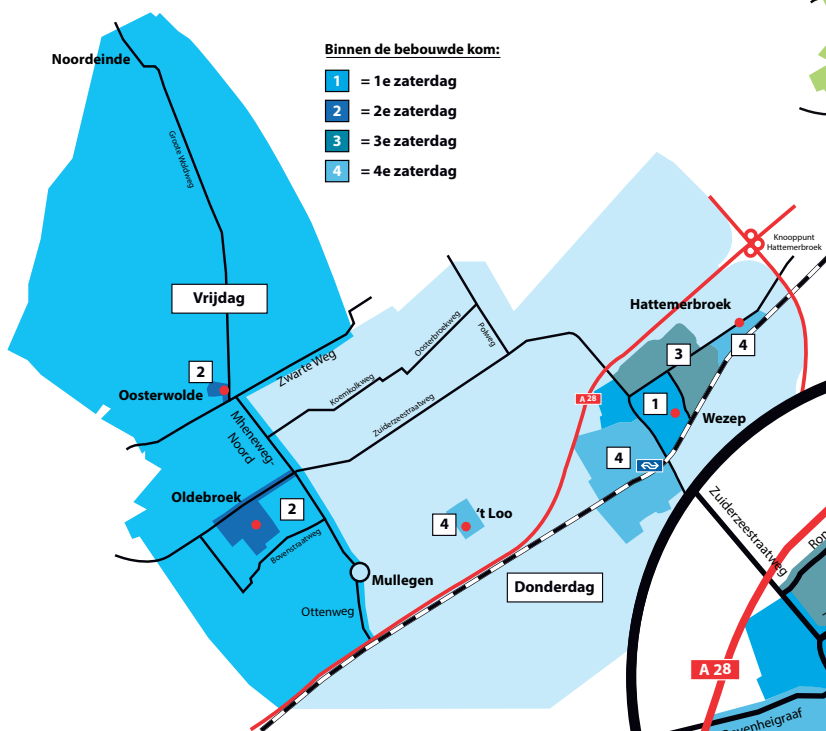 Binnen de bebouwde kom:
1 = 1e zaterdag
2 = 2e zaterdag
3 = 3e zaterdag
4 = 4e zaterdag
Noordeinde
Groote Woldweg
Vrijdag
2
Oosterwolde
Zwarte Weg
Mheneweg-
Noord
Koemkolkweg
Oosterbroekweg
Polweg
Zuiderzeestraatweg
Knooppunt
Hattemerbroek
Hattemerbroek
4
3
A 28
1
Wezep
4
Oldebroek
2
Bovenstraatweg
4
't Loo
Mullegen
Ottenweg
Donderdag
Zuiderzeestraatweg
A 28